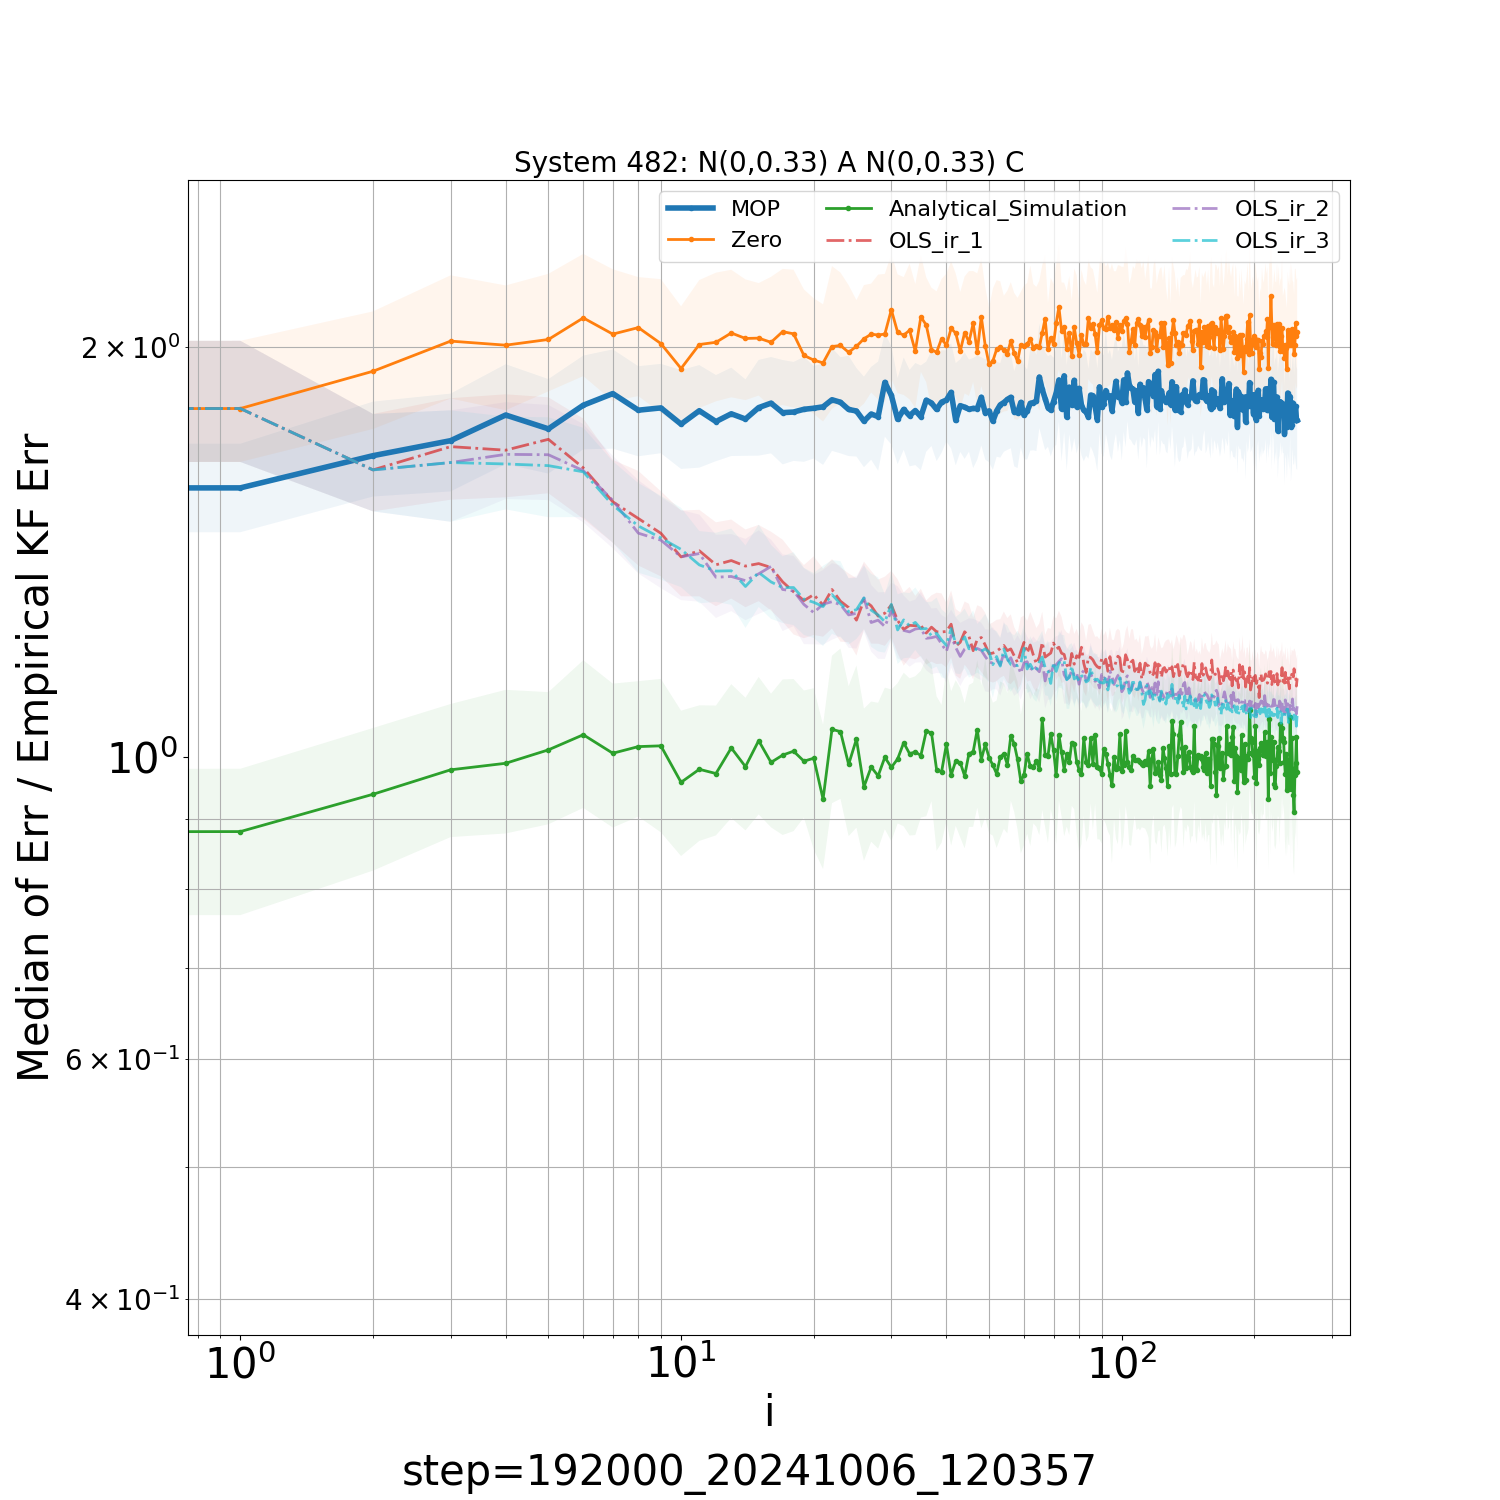 System 482: N(0,0.33) A N(0,0.33) C
MOP
Zero
Analytical_Simulation
OLS_ir_1
OLS_ir_2
OLS_ir_3
Median of Err / Empirical KF Err
2 × 10⁰
10⁰
6 × 10⁻¹
4 × 10⁻¹
10⁰ 10¹ 10²
i
step=192000_20241006_120357